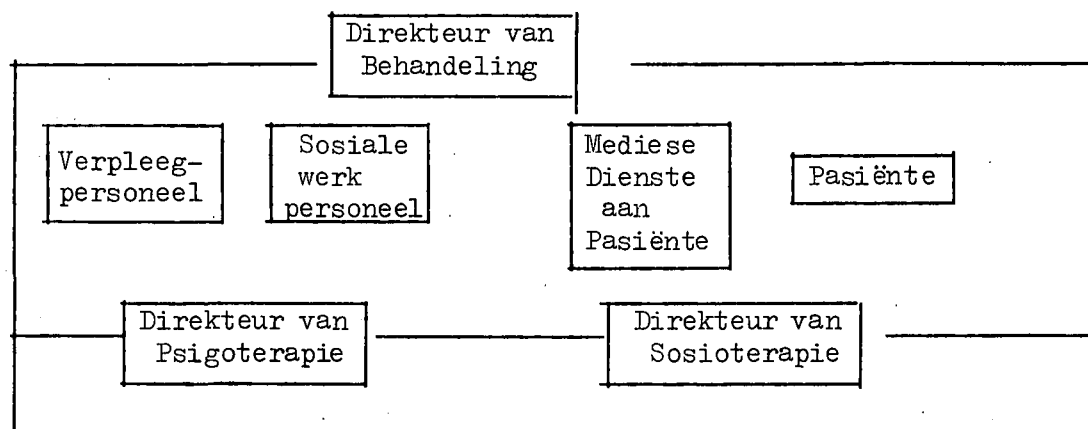 Direkteur van
Behandeling
Verpleeg-
personeel
Sosiale
werk
personeel
Mediese
Dienste
aan
Pasiënte
Pasiënte
Direkteur van
Psigoterapie
Direkteur van
Sosioterapie